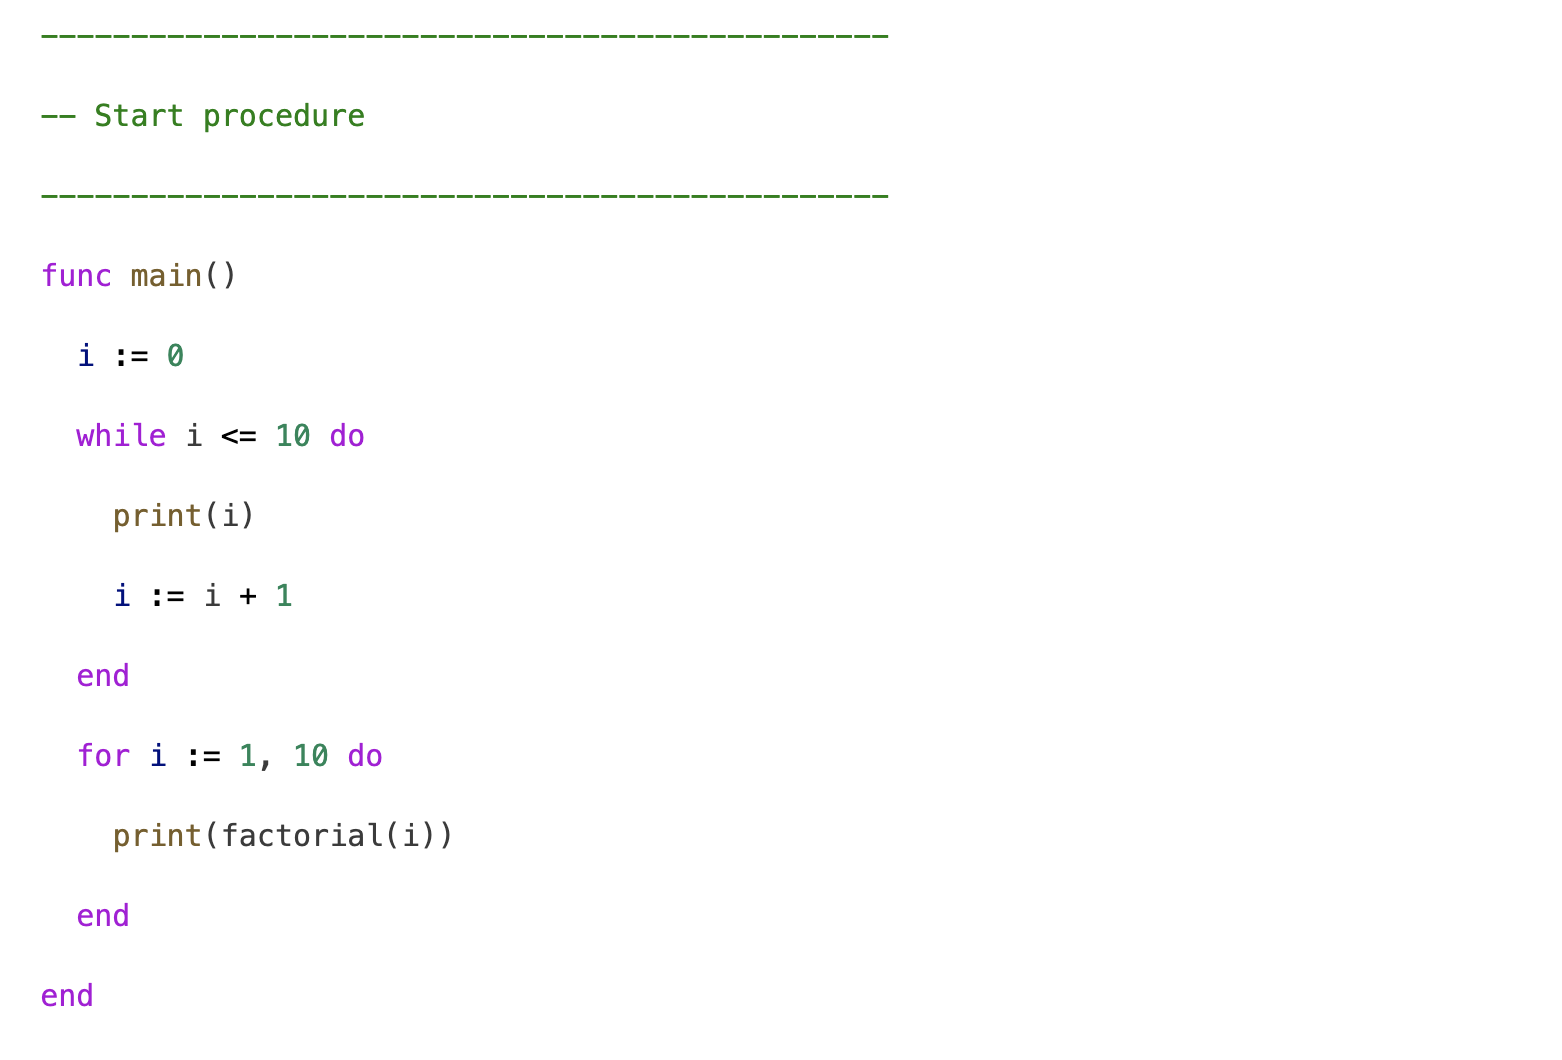 -----------------------------------------------
-- Start procedure
-----------------------------------------------
func main()
  i := 0
  while i <= 10 do
    print(i)
    i := i + 1
  end
  for i := 1, 10 do
    print(factorial(i))
  end
end